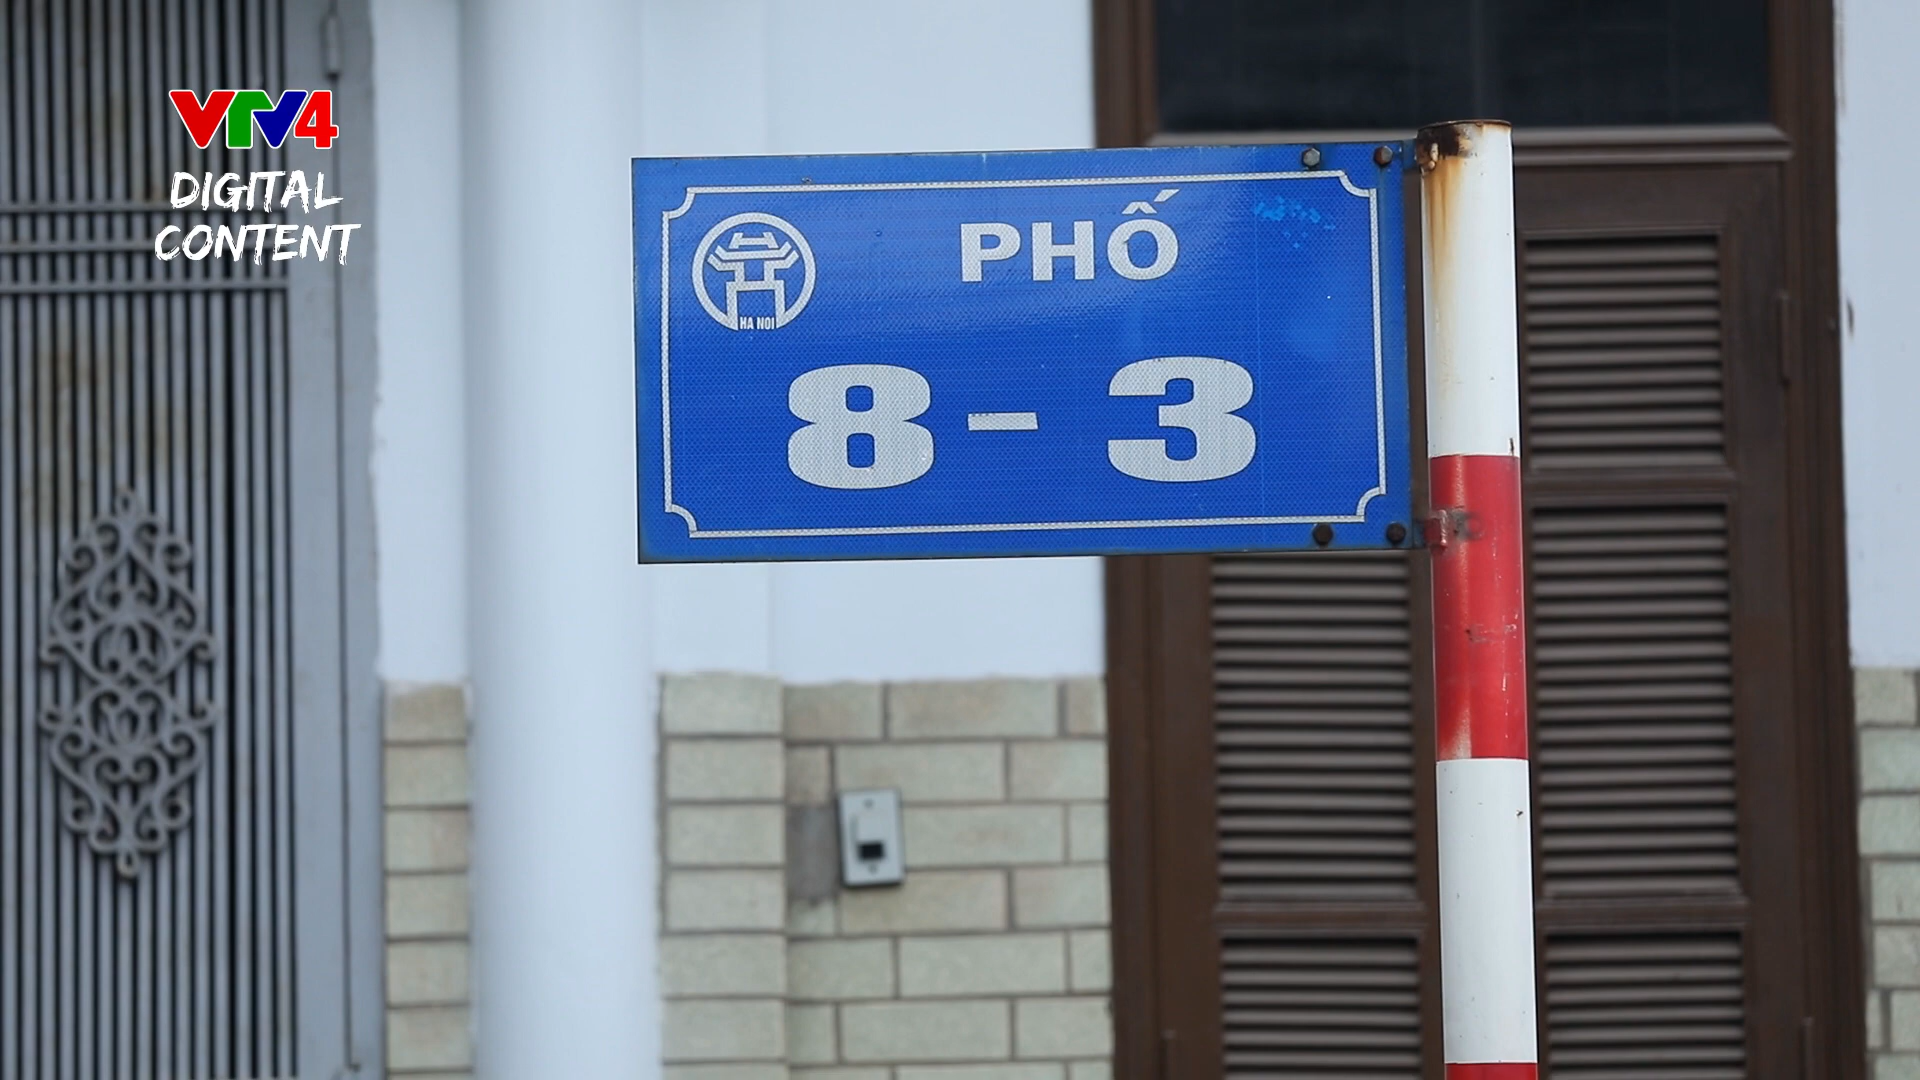 VTV4
DIGITAL
CONTENT
PHỐ
HA NOI
8 - 3